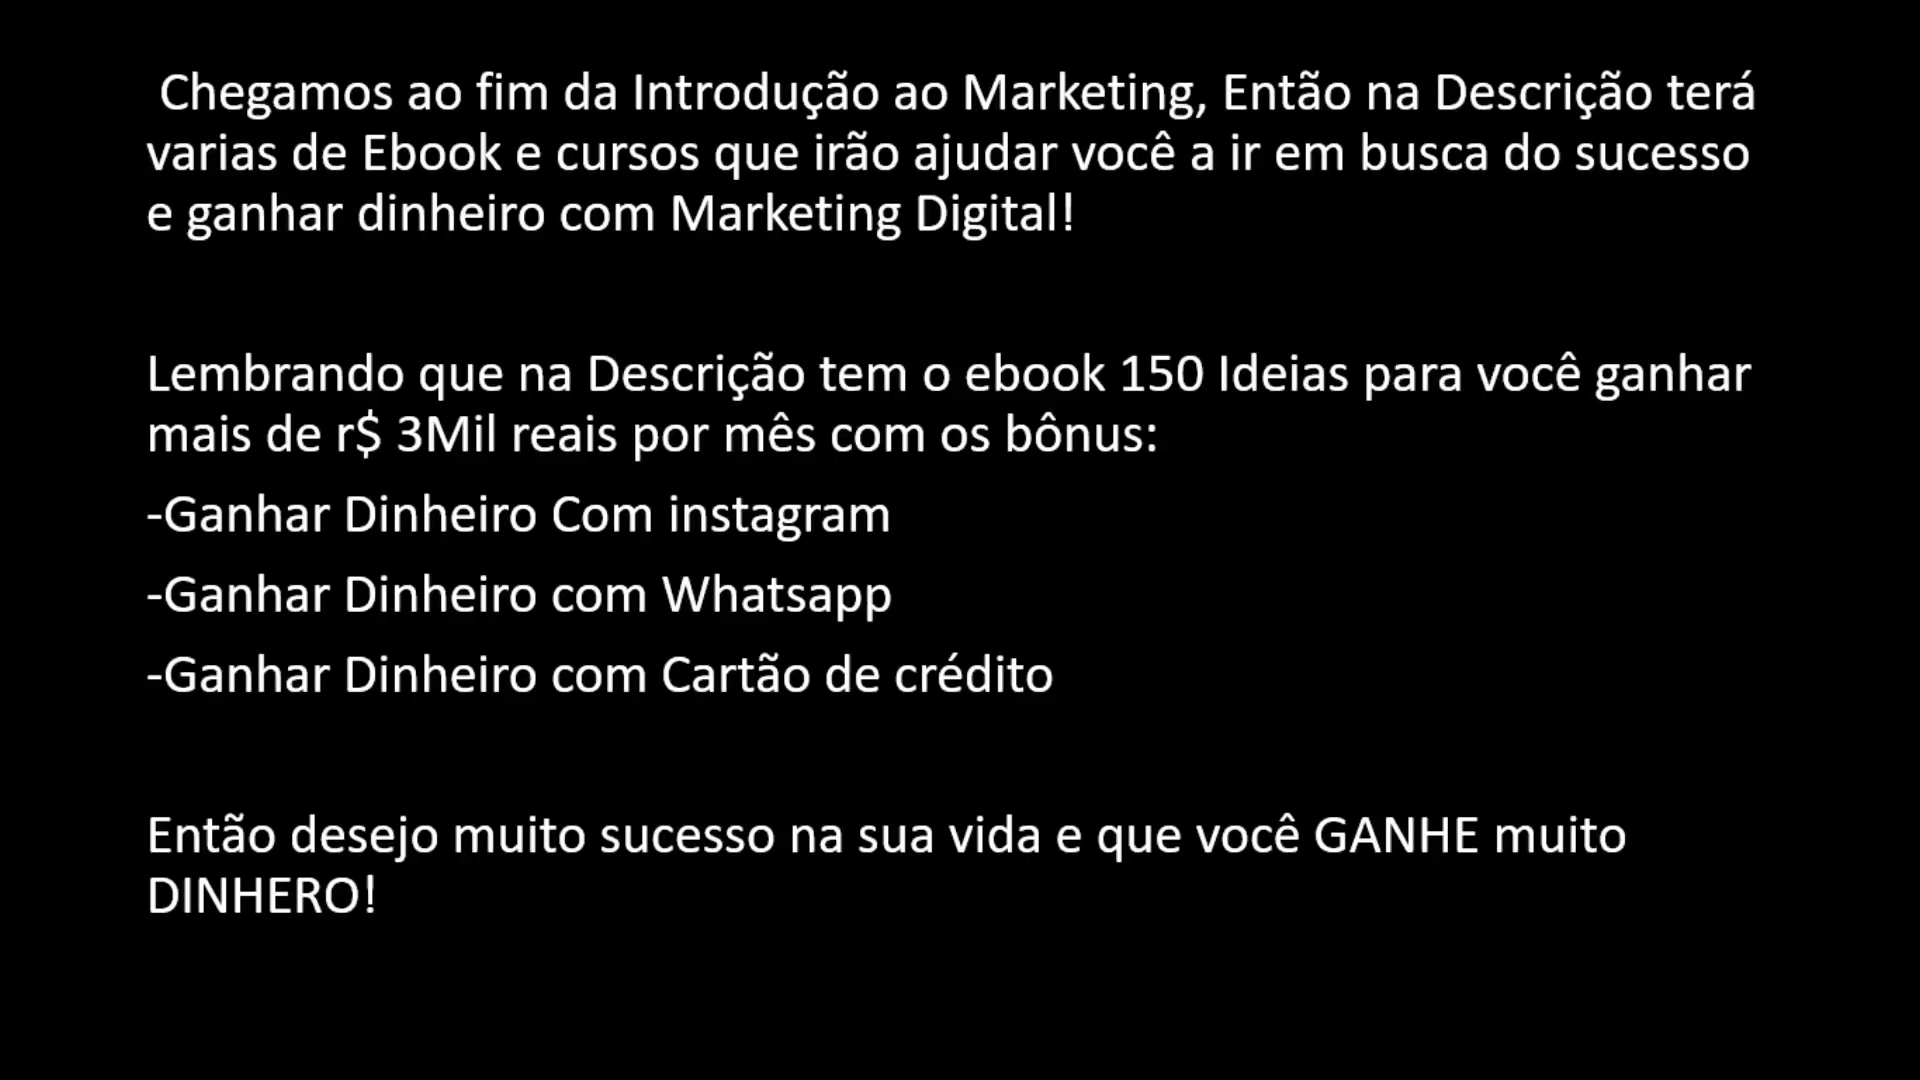 Chegamos ao fim da Introdução ao Marketing, Então na Descrição terá
varias de Ebook e cursos que irão ajudar você a ir em busca do sucesso
e ganhar dinheiro com Marketing Digital!
Lembrando que na Descrição tem o ebook 150 Ideias para você ganhar
mais de r$ 3Mil reais por mês com os bônus:
-Ganhar Dinheiro Com instagram
-Ganhar Dinheiro com Whatsapp
-Ganhar Dinheiro com Cartão de crédito
Então desejo muito sucesso na sua vida e que você GANHE muito
DINHERO!